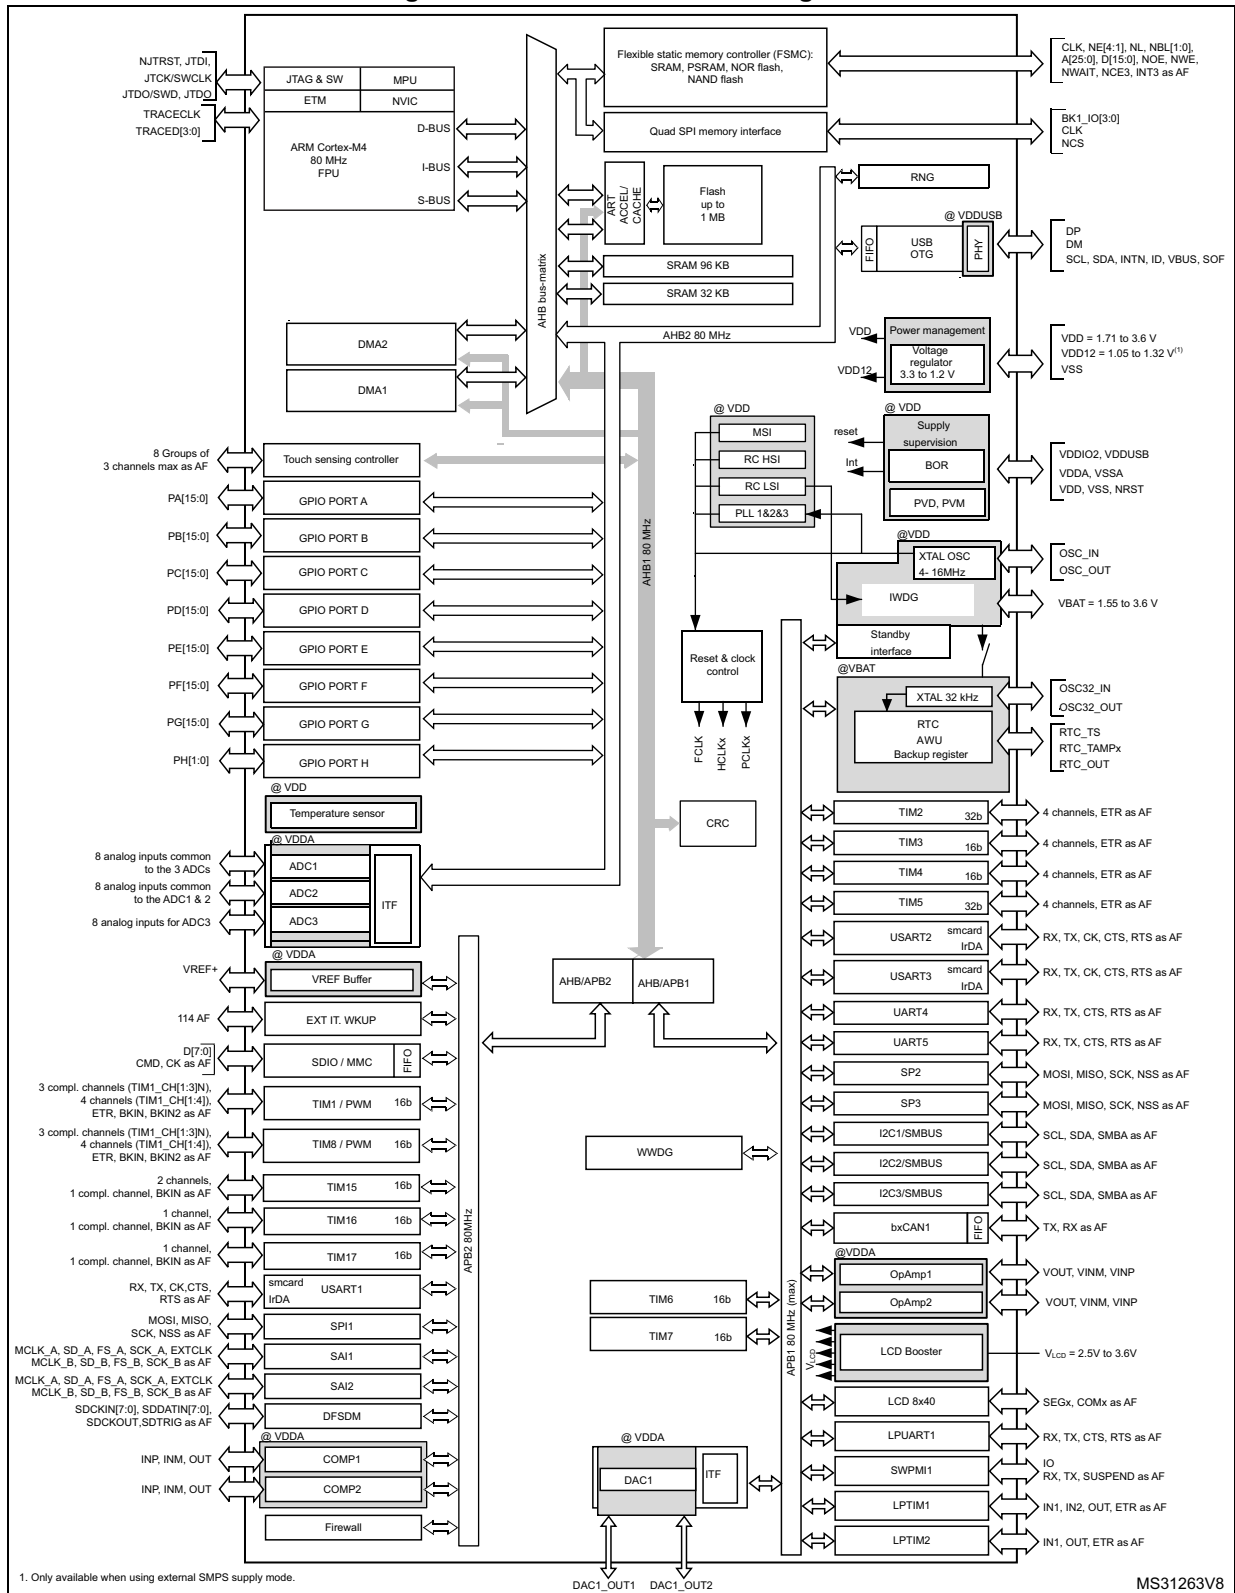 NJTRST, JTDI,
JTCK/SWCLK
JTDO/SWD, JTDO
TRACECLK
TRACED[3:0]
JTAG & SW
MPU
ETM
NVIC
ARM Cortex-M4
80 MHz
FPU
D-BUS
I-BUS
S-BUS
AHB bus-matrix
Flexible static memory controller (FSMC):
SRAM, PSRAM, NOR flash,
NAND flash
CLK, NE[4:1], NL, NBL[1:0],
A[25:0], D[15:0], NOE, NWE,
NWAIT, NCE3, INT3 as AF
Quad SPI memory interface
BK1_IO[3:0]
CLK
NCS
ART
ACCEL/
CACHE
Flash
up to
1 MB
SRAM 96 KB
SRAM 32 KB
AHB2 80 MHz
RNG
@ VDDUSB
FIFO
USB
OTG
PHY
DP
DM
SCL, SDA, INTN, ID, VBUS, SOF
DMA2
DMA1
VDD
VDD12
Power management
Voltage
regulator
3.3 to 1.2 V
VDD = 1.71 to 3.6 V
VDD12 = 1.05 to 1.32 V(1)
VSS
@ VDD
MSI
RC HSI
RC LSI
PLL 1&2&3
@ VDD
reset
Int
Supply
supervision
BOR
PVD, PVM
VDDIO2, VDDUSB
VDDA, VSSA
VDD, VSS, NRST
@VDD
XTAL OSC
4- 16MHz
IWDG
OSC_IN
OSC_OUT
VBAT = 1.55 to 3.6 V
Standby
interface
@VBAT
XTAL 32 kHz
RTC
AWU
Backup register
OSC32_IN
OSC32_OUT
RTC_TS
RTC_TAMPx
RTC_OUT
8 Groups of
3 channels max as AF
Touch sensing controller
PA[15:0]
GPIO PORT A
PB[15:0]
GPIO PORT B
PC[15:0]
GPIO PORT C
PD[15:0]
GPIO PORT D
PE[15:0]
GPIO PORT E
PF[15:0]
GPIO PORT F
PG[15:0]
GPIO PORT G
PH[1:0]
GPIO PORT H
AHB1 80 MHz
Reset & clock
control
FCLK
HCLKx
PCLKx
@ VDD
Temperature sensor
@ VDDA
8 analog inputs common
to the 3 ADCs
8 analog inputs common
to the ADC1 & 2
8 analog inputs for ADC3
ADC1
ADC2
ADC3
ITF
CRC
@ VDDA
VREF+
VREF Buffer
AHB/APB2
AHB/APB1
114 AF
EXT IT. WKUP
D[7:0]
CMD, CK as AF
SDIO / MMC
FIFO
3 compl. channels (TIM1_CH[1:3]N),
4 channels (TIM1_CH[1:4]),
ETR, BKIN, BKIN2 as AF
TIM1 / PWM 16b
3 compl. channels (TIM1_CH[1:3]N),
4 channels (TIM1_CH[1:4]),
ETR, BKIN, BKIN2 as AF
TIM8 / PWM 16b
2 channels,
1 compl. channel, BKIN as AF
TIM15 16b
1 channel,
1 compl. channel, BKIN as AF
TIM16 16b
1 channel,
1 compl. channel, BKIN as AF
TIM17 16b
RX, TX, CK,CTS,
RTS as AF
smcard
IrDA
USART1
MOSI, MISO,
SCK, NSS as AF
SPI1
MCLK_A, SD_A, FS_A, SCK_A, EXTCLK
MCLK_B, SD_B, FS_B, SCK_B as AF
SAI1
MCLK_A, SD_A, FS_A, SCK_A, EXTCLK
MCLK_B, SD_B, FS_B, SCK_B as AF
SAI2
SDCKIN[7:0], SDDATIN[7:0],
SDCKOUT,SDTRIG as AF
DFSDM
@ VDDA
INP, INM, OUT
COMP1
INP, INM, OUT
COMP2
Firewall
APB2 80MHz
WWDG
TIM6 16b
TIM7 16b
@ VDDA
DAC1
ITF
DAC1_OUT1
DAC1_OUT2
APB1 80 MHz (max)
TIM2 32b
4 channels, ETR as AF
TIM3 16b
4 channels, ETR as AF
TIM4 16b
4 channels, ETR as AF
TIM5 32b
4 channels, ETR as AF
USART2
smcard
IrDA
RX, TX, CK, CTS, RTS as AF
USART3
smcard
IrDA
RX, TX, CK, CTS, RTS as AF
UART4
RX, TX, CTS, RTS as AF
UART5
RX, TX, CTS, RTS as AF
SP2
MOSI, MISO, SCK, NSS as AF
SP3
MOSI, MISO, SCK, NSS as AF
I2C1/SMBUS
SCL, SDA, SMBA as AF
I2C2/SMBUS
SCL, SDA, SMBA as AF
I2C3/SMBUS
SCL, SDA, SMBA as AF
bxCAN1
FIFO
TX, RX as AF
@VDDA
OpAmp1
VOUT, VINM, VINP
OpAmp2
VOUT, VINM, VINP
VLCD
LCD Booster
VLCD = 2.5V to 3.6V
LCD 8x40
SEGx, COMx as AF
LPUART1
RX, TX, CTS, RTS as AF
SWPMI1
IO
RX, TX, SUSPEND as AF
LPTIM1
IN1, IN2, OUT, ETR as AF
LPTIM2
IN1, OUT, ETR as AF
1. Only available when using external SMPS supply mode.
MS31263V8